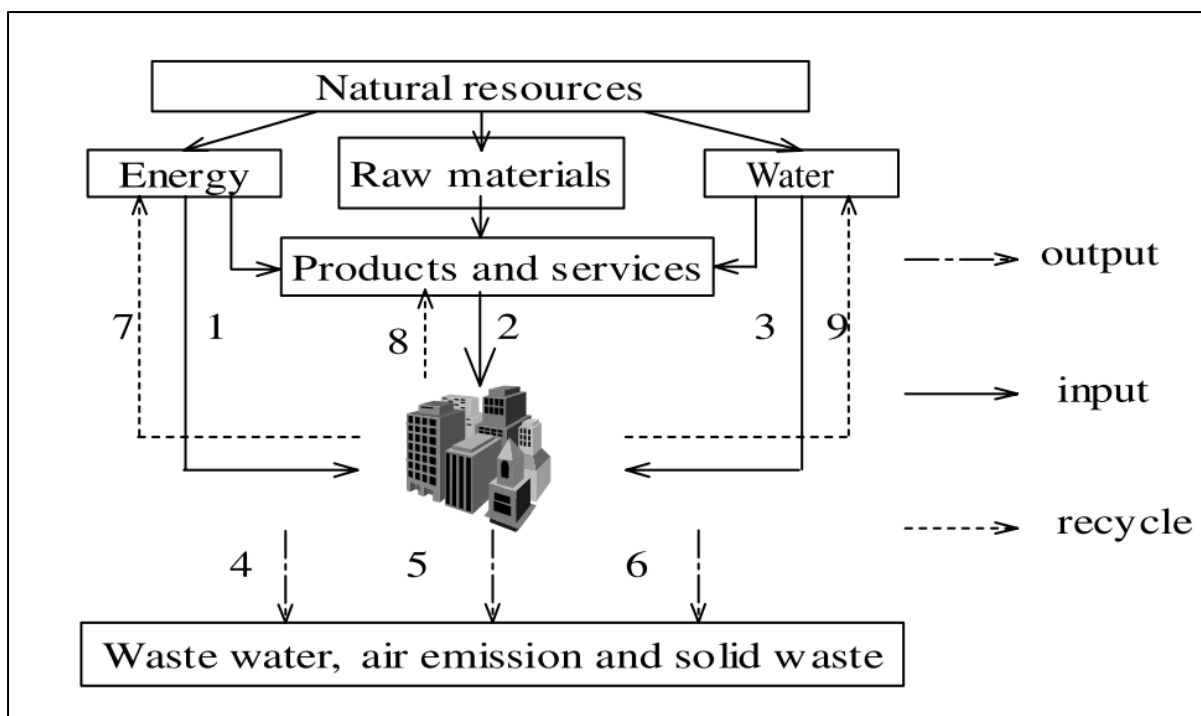 Natural resources
Energy
Raw materials
Water
Products and services
output
7
1
8
2
3
9
input
recycle
4
5
6
Waste water, air emission and solid waste